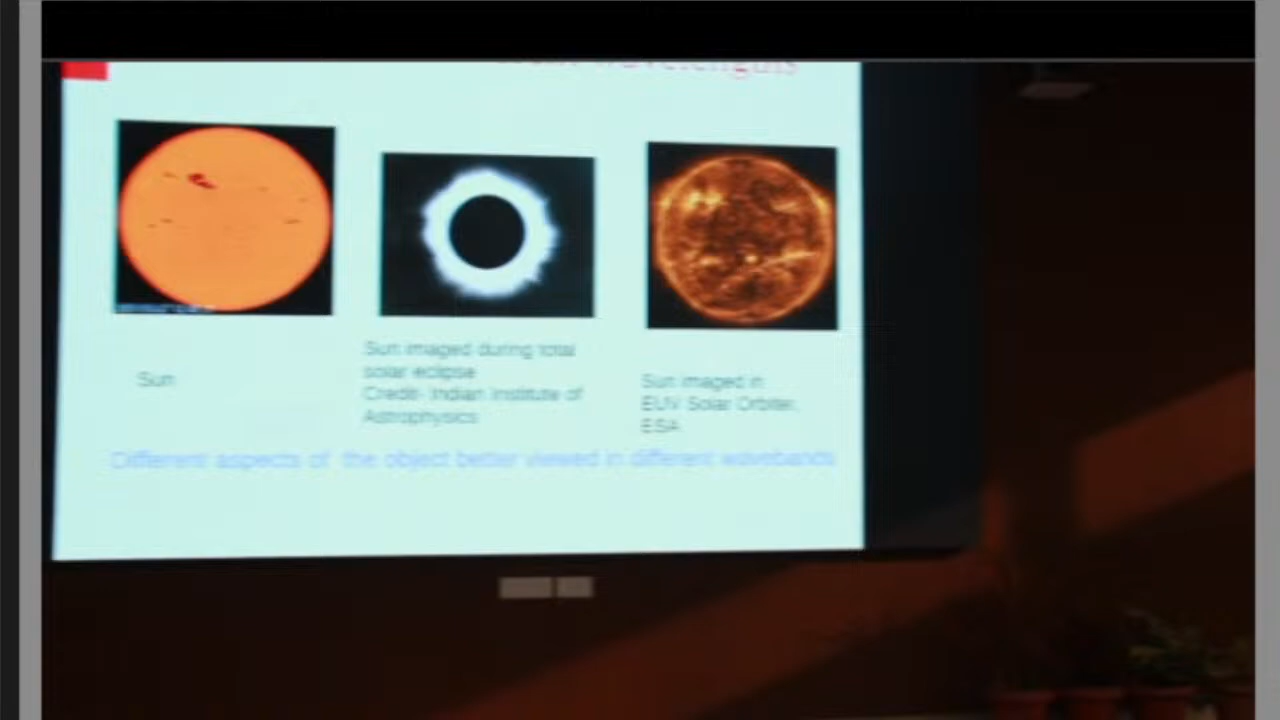 wavelengths
Sun
Sun imaged during total
solar eclipse
Credit- Indian Institute of
Astrophysics
Sun imaged in
EUV Solar Orbiter,
ESA
Different aspects of the object better viewed in different wavebands